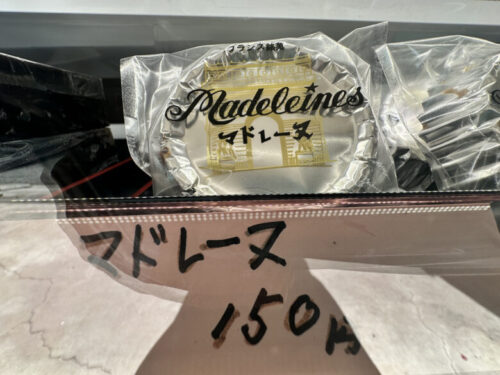 フランス銘菓
Madeleines
マドレーヌ
マドレーヌ
150円